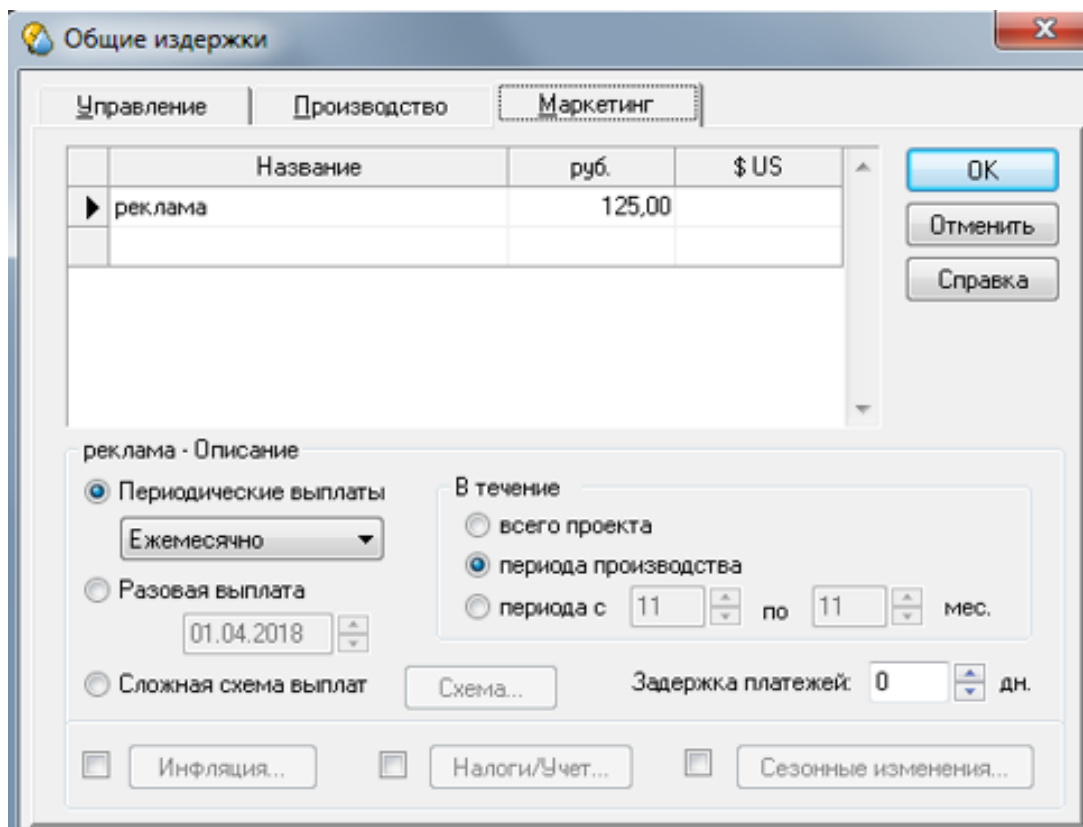 Общие издержки
Управление Производство Маркетинг
Название руб. $ US
реклама 125,00
OK
Отменить
Справка
реклама - Описание
Периодические выплаты
Ежемесячно
Разовая выплата
01.04.2018
Сложная схема выплат Схема...
В течение
всего проекта
периода производства
периода с 11 по 11 мес.
Задержка платежей: 0 дн.
Инфляция... Налоги/Учет... Сезонные изменения...